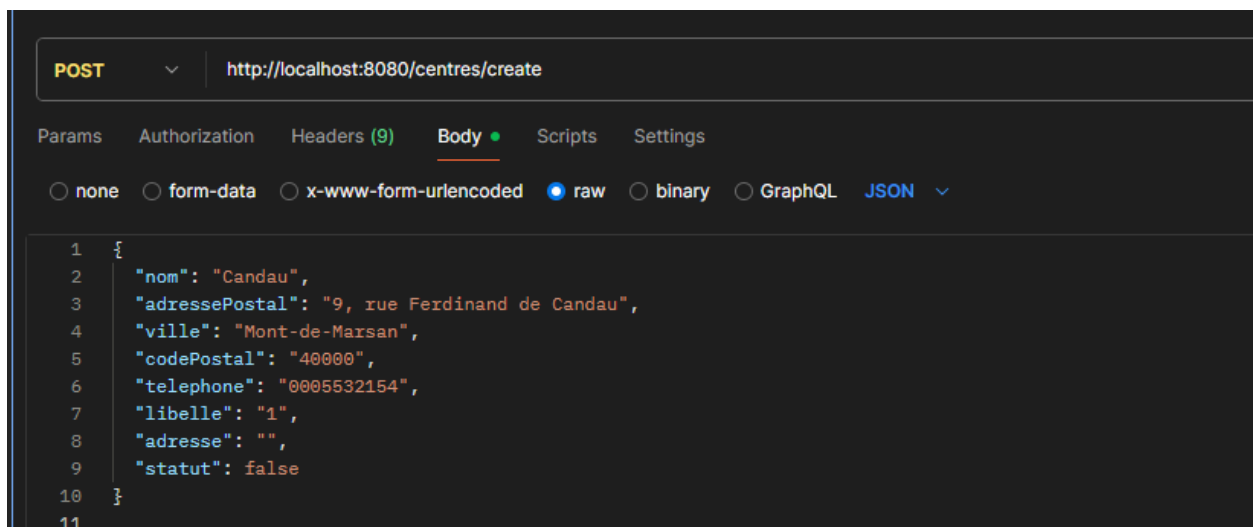 POST http://localhost:8080/centres/create
Params Authorization Headers (9) Body Scripts Settings
none form-data x-www-form-urlencoded raw binary GraphQL JSON
1 {
2 "nom": "Candau",
3 "adressePostal": "9, rue Ferdinand de Candau",
4 "ville": "Mont-de-Marsan",
5 "codePostal": "40000",
6 "telephone": "0005532154",
7 "libelle": "1",
8 "adresse": "",
9 "statut": false
10 }
11